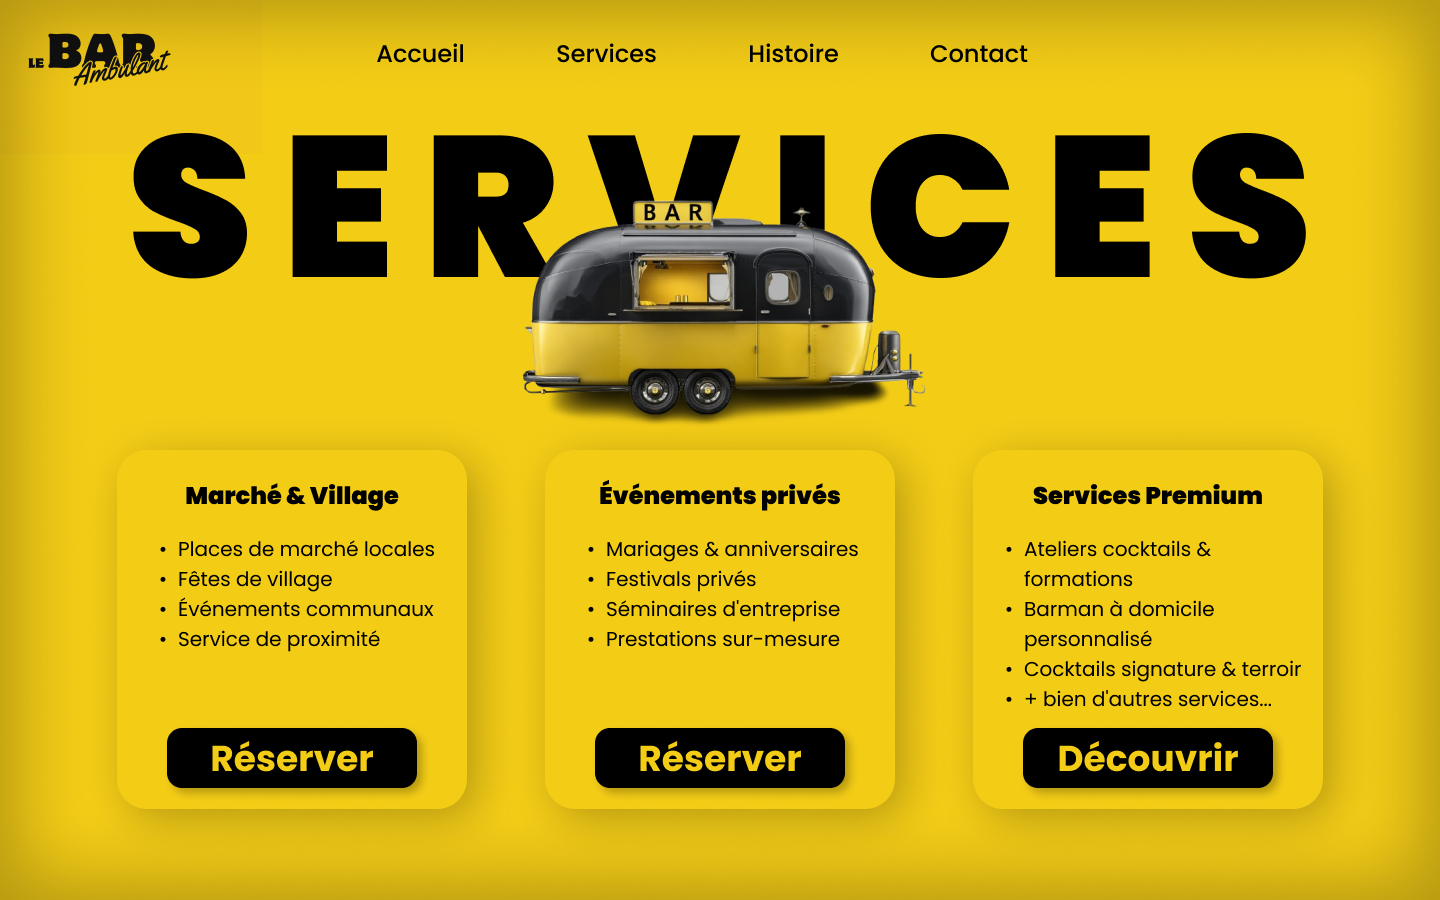 LE BAR
Ambulant
Accueil
Services
Histoire
Contact
SERVICES
BAR
Marché & Village
• Places de marché locales
• Fêtes de village
• Événements communaux
• Service de proximité
Réserver
Événements privés
• Mariages & anniversaires
• Festivals privés
• Séminaires d'entreprise
• Prestations sur-mesure
Réserver
Services Premium
• Ateliers cocktails &
formations
• Barman à domicile
personnalisé
• Cocktails signature & terroir
• + bien d'autres services...
Découvrir